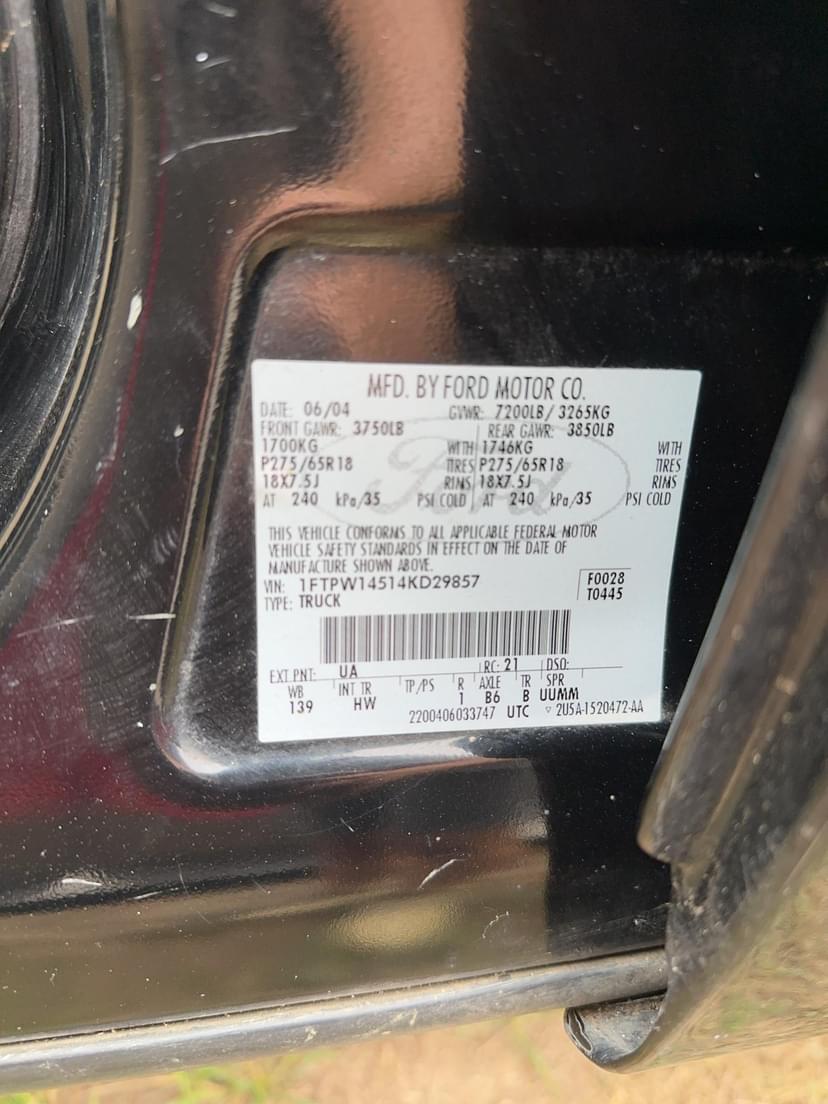 MFD. BY FORD MOTOR CO.
DATE: 06/04 GVWR: 7200LB/ 3265KG
FRONT GAWR: 3750LB REAR GAWR: 3850LB
1700KG WITH 1746KG WITH
P275/65R18 TIRES P275/65R18 TIRES
18X7.5J RIMS 18X7.5J RIMS
AT 240 kPa/35 PSI COLD AT 240 kPa/35 PSI COLD
Ford
THIS VEHICLE CONFORMS TO ALL APPLICABLE FEDERAL MOTOR
VEHICLE SAFETY STANDARDS IN EFFECT ON THE DATE OF
MANUFACTURE SHOWN ABOVE.
VIN: 1FTPW14514KD29857 F0028
TYPE: TRUCK T0445
EXT PNT: UA RC: 21 DSO:
WB INT TR TP/PS R AXLE TR SPR
139 HW 1 B6 B UUMM
2200406033747 UTC ▽ 2U5A-1520472-AA